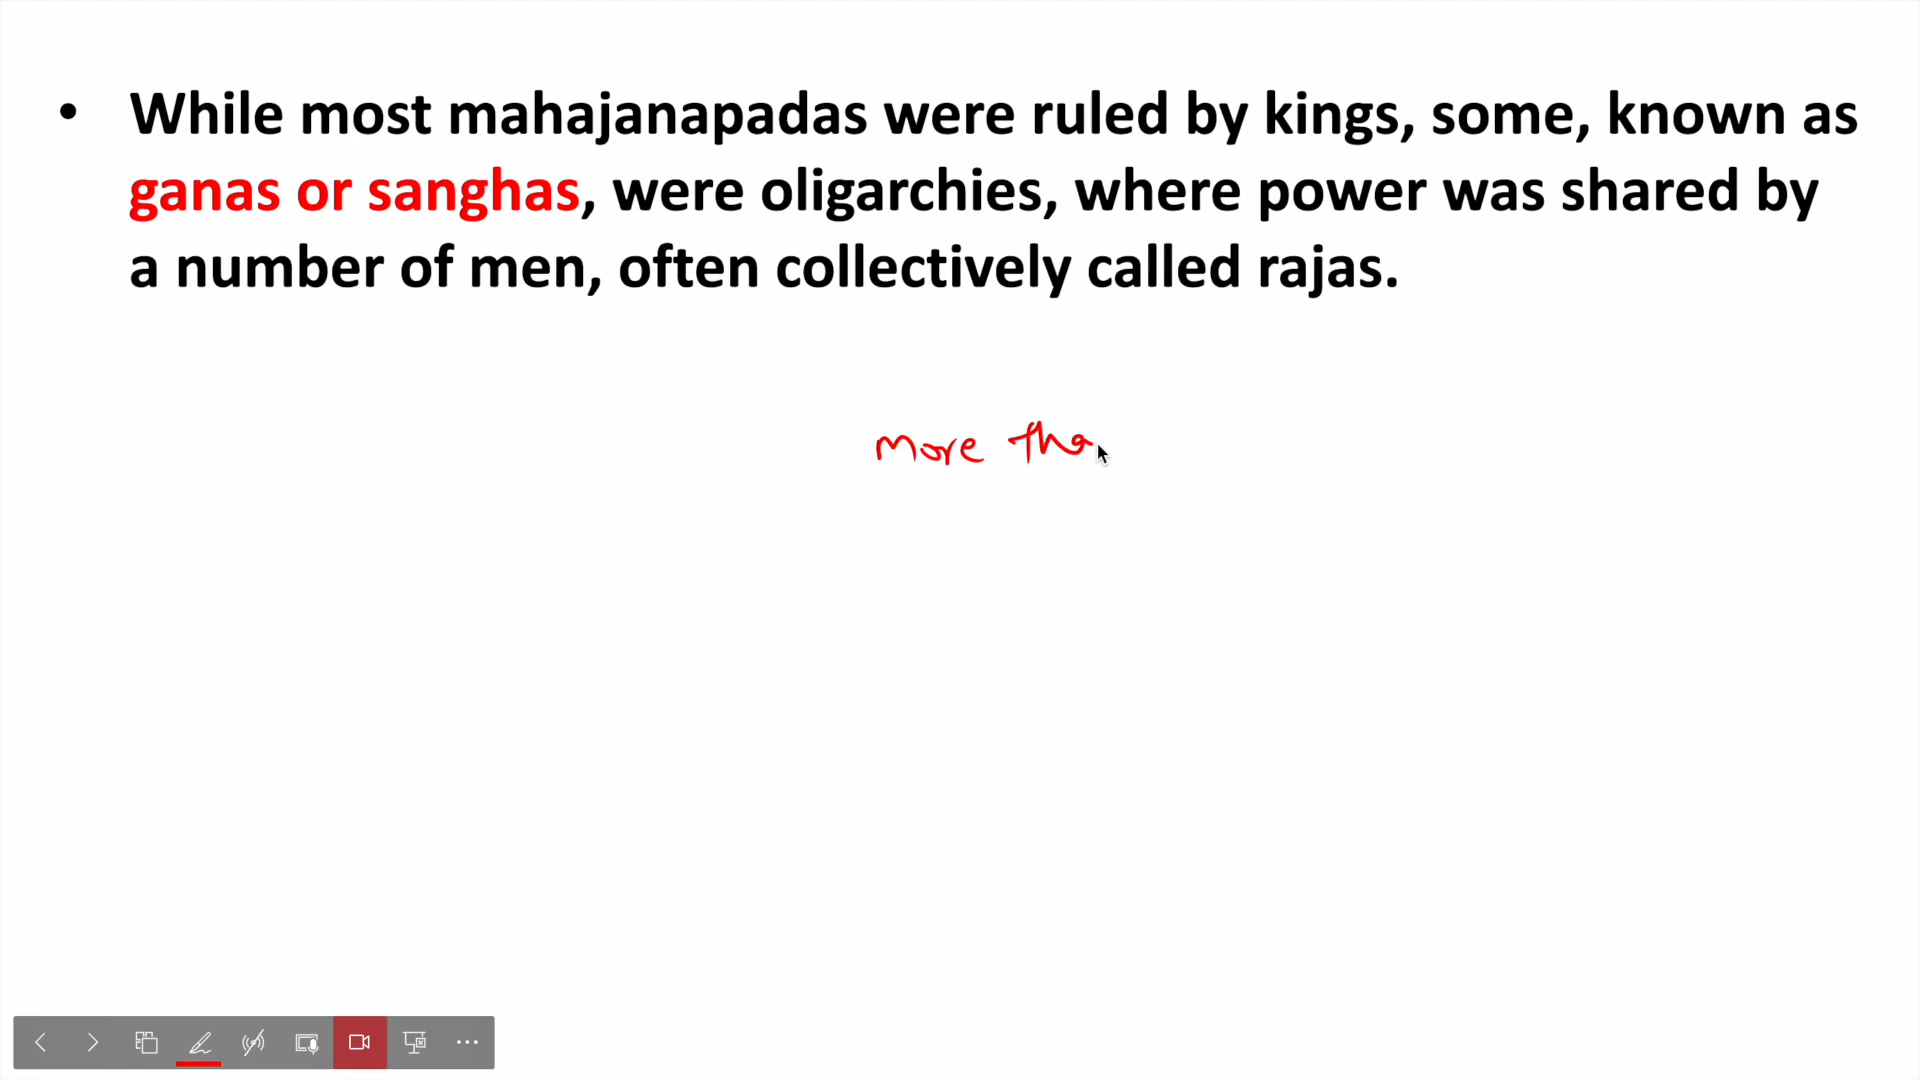 • While most mahajanapadas were ruled by kings, some, known as
ganas or sanghas, were oligarchies, where power was shared by
a number of men, often collectively called rajas.
more tha